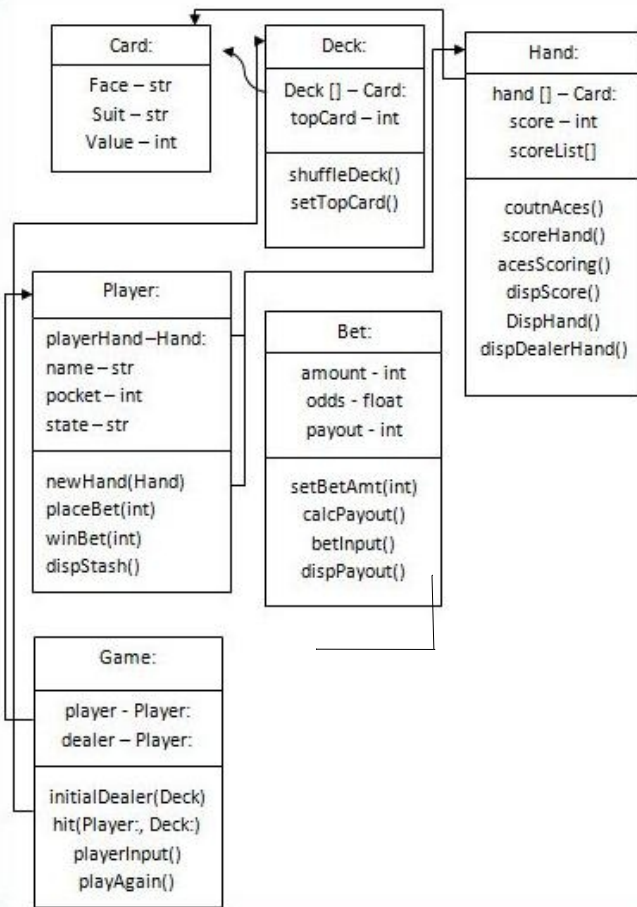 Card:
Face – str
Suit – str
Value – int
Deck:
Deck [] – Card:
topCard – int
shuffleDeck()
setTopCard()
Hand:
hand [] – Card:
score – int
scoreList[]
coutnAces()
scoreHand()
acesScoring()
dispScore()
DispHand()
dispDealerHand()
Player:
playerHand –Hand:
name – str
pocket – int
state – str
newHand(Hand)
placeBet(int)
winBet(int)
dispStash()
Bet:
amount - int
odds - float
payout - int
setBetAmt(int)
calcPayout()
betInput()
dispPayout()
Game:
player - Player:
dealer – Player:
initialDealer(Deck)
hit(Player:, Deck:)
playerInput()
playAgain()